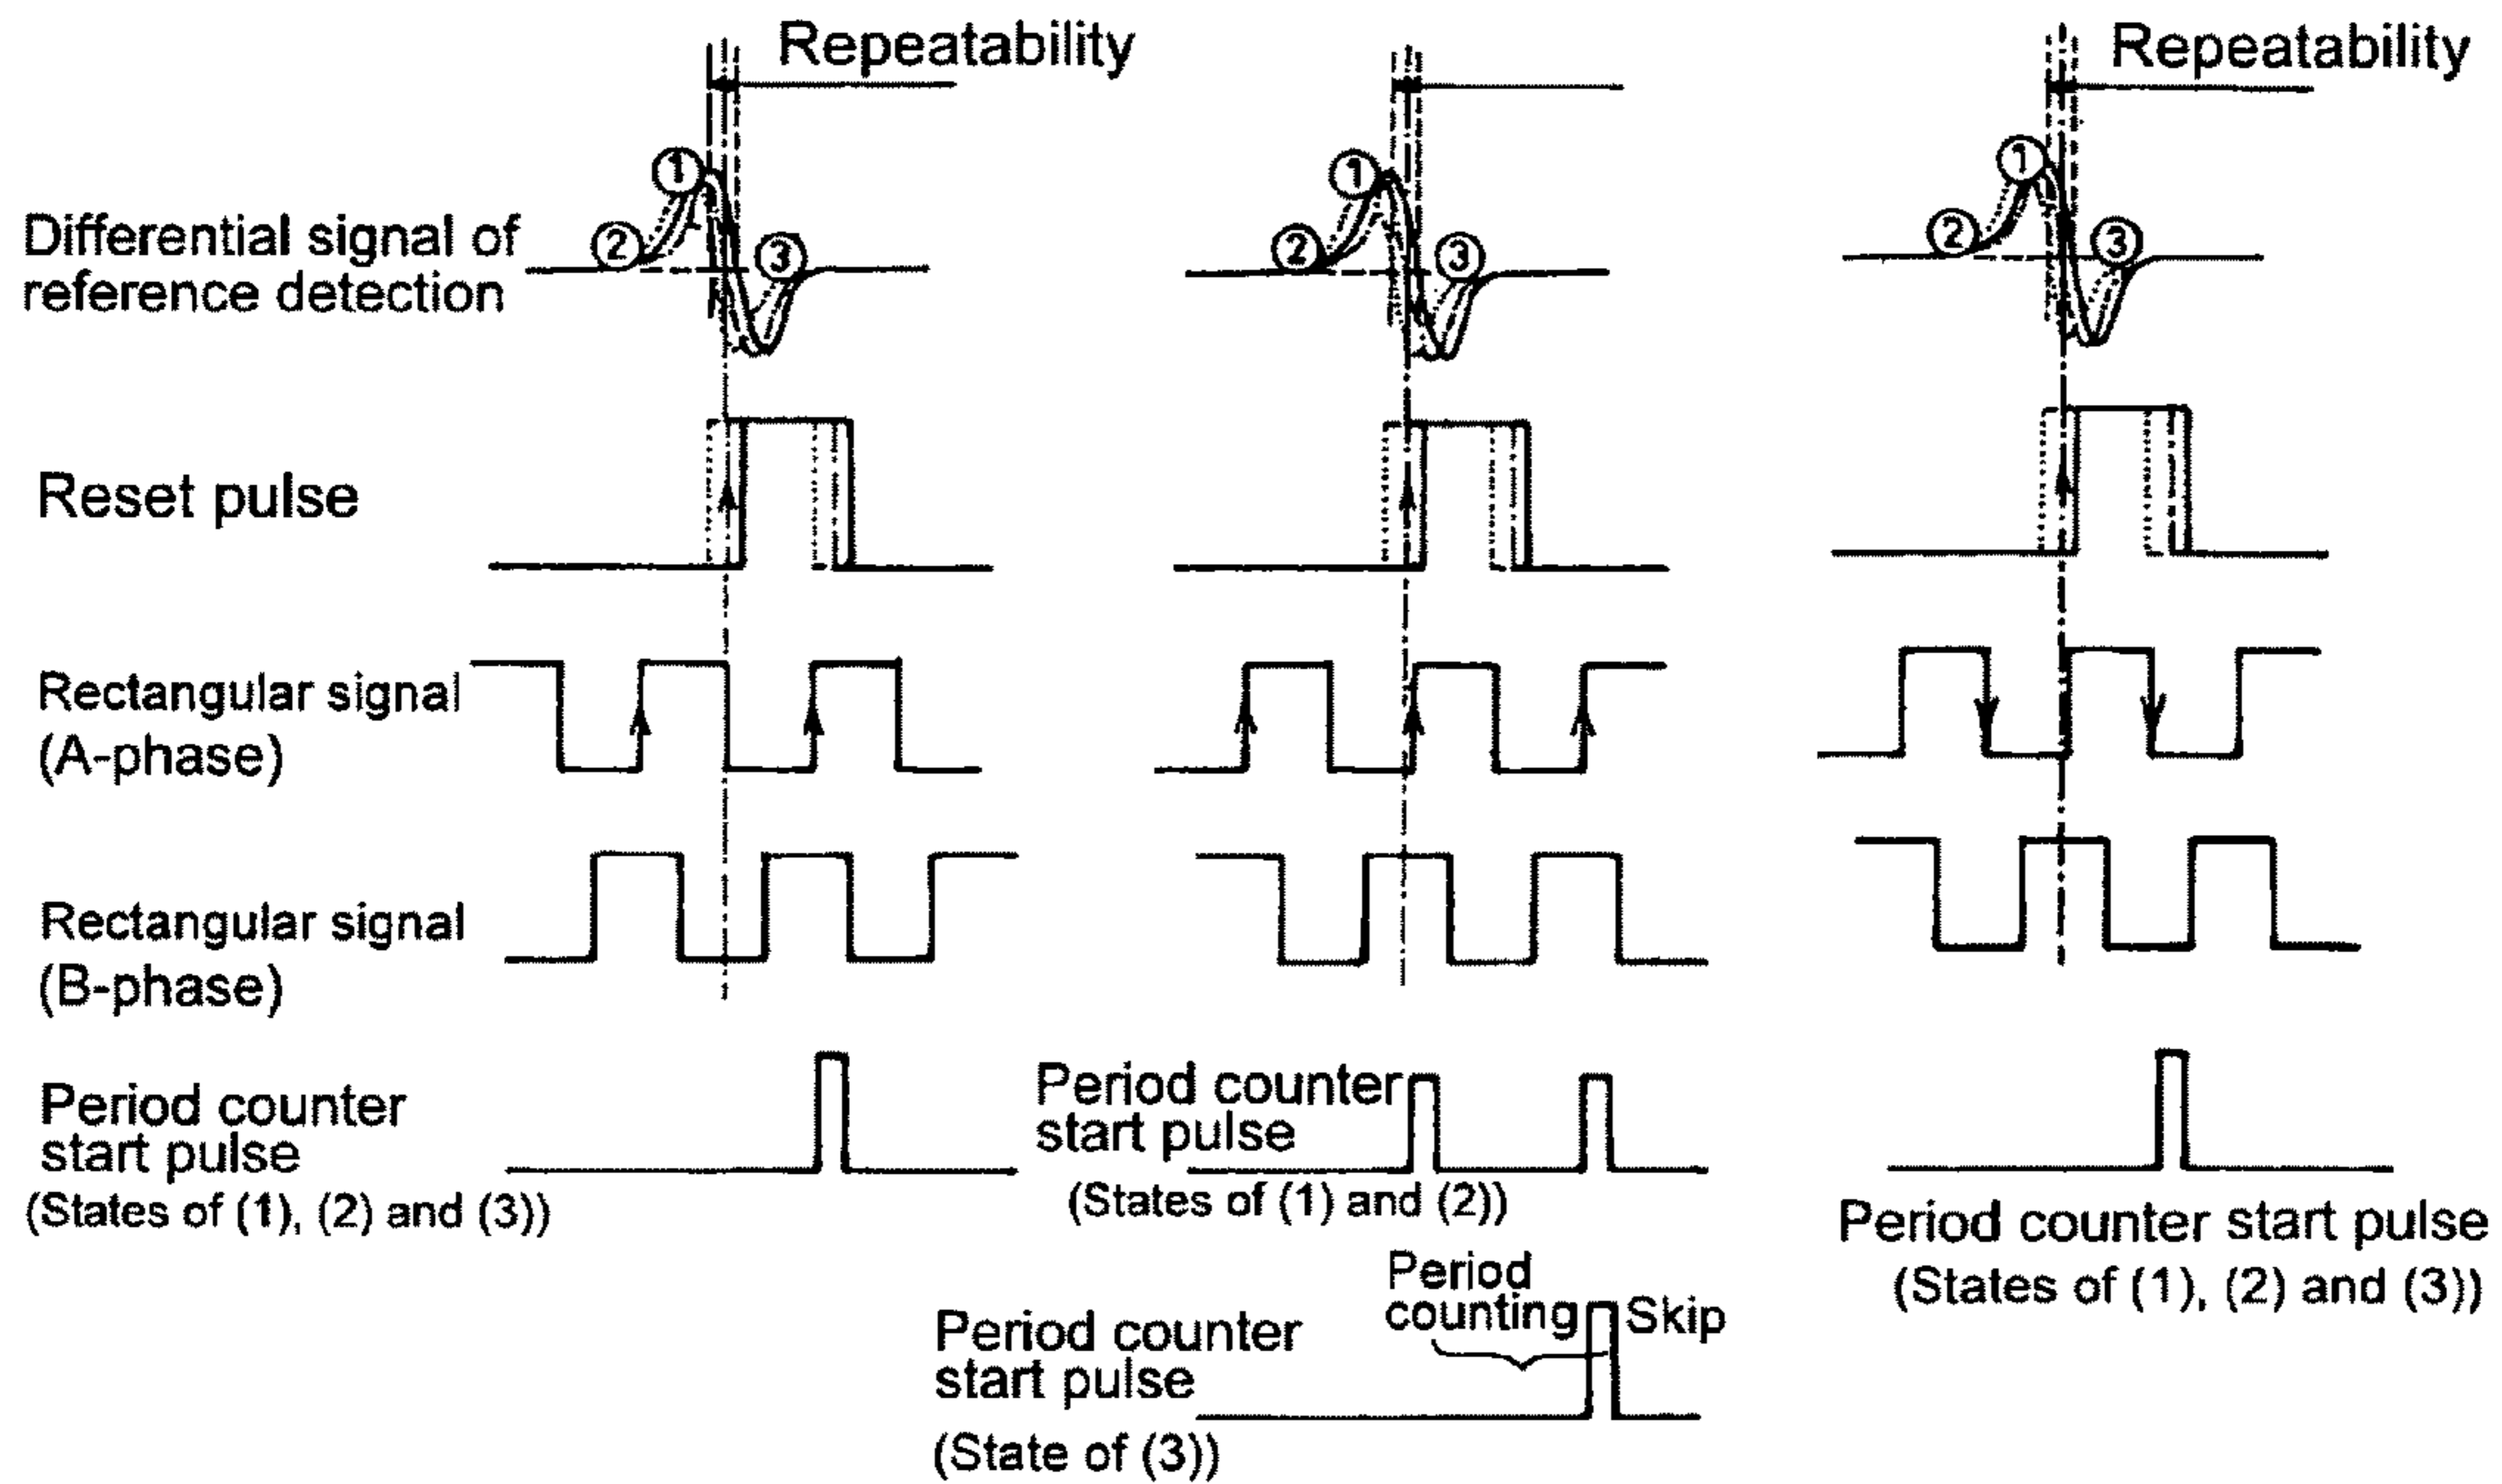 Repeatability
Repeatability
① ② ③
① ② ③
① ② ③
Differential signal of
reference detection
Reset pulse
Rectangular signal
(A-phase)
Rectangular signal
(B-phase)
Period counter
start pulse
(States of (1), (2) and (3))
Period counter
start pulse
(States of (1) and (2))
Period counter start pulse
(States of (1), (2) and (3))
Period
counting
Skip
Period counter
start pulse
(State of (3))